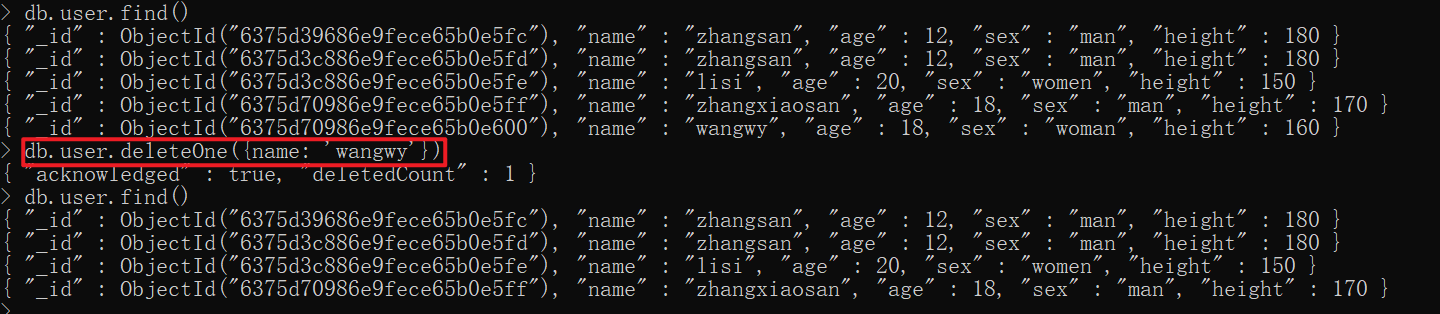 > db.user.find()
{ "_id" : ObjectId("6375d39686e9fece65b0e5fc"), "name" : "zhangsan", "age" : 12, "sex" : "man", "height" : 180 }
{ "_id" : ObjectId("6375d3c886e9fece65b0e5fd"), "name" : "zhangsan", "age" : 12, "sex" : "man", "height" : 180 }
{ "_id" : ObjectId("6375d3c886e9fece65b0e5fe"), "name" : "lisi", "age" : 20, "sex" : "women", "height" : 150 }
{ "_id" : ObjectId("6375d70986e9fece65b0e5ff"), "name" : "zhangxiaosan", "age" : 18, "sex" : "man", "height" : 170 }
{ "_id" : ObjectId("6375d70986e9fece65b0e600"), "name" : "wangwy", "age" : 18, "sex" : "woman", "height" : 160 }
> db.user.deleteOne({name: 'wangwy'})
{ "acknowledged" : true, "deletedCount" : 1 }
> db.user.find()
{ "_id" : ObjectId("6375d39686e9fece65b0e5fc"), "name" : "zhangsan", "age" : 12, "sex" : "man", "height" : 180 }
{ "_id" : ObjectId("6375d3c886e9fece65b0e5fd"), "name" : "zhangsan", "age" : 12, "sex" : "man", "height" : 180 }
{ "_id" : ObjectId("6375d3c886e9fece65b0e5fe"), "name" : "lisi", "age" : 20, "sex" : "women", "height" : 150 }
{ "_id" : ObjectId("6375d70986e9fece65b0e5ff"), "name" : "zhangxiaosan", "age" : 18, "sex" : "man", "height" : 170 }
>